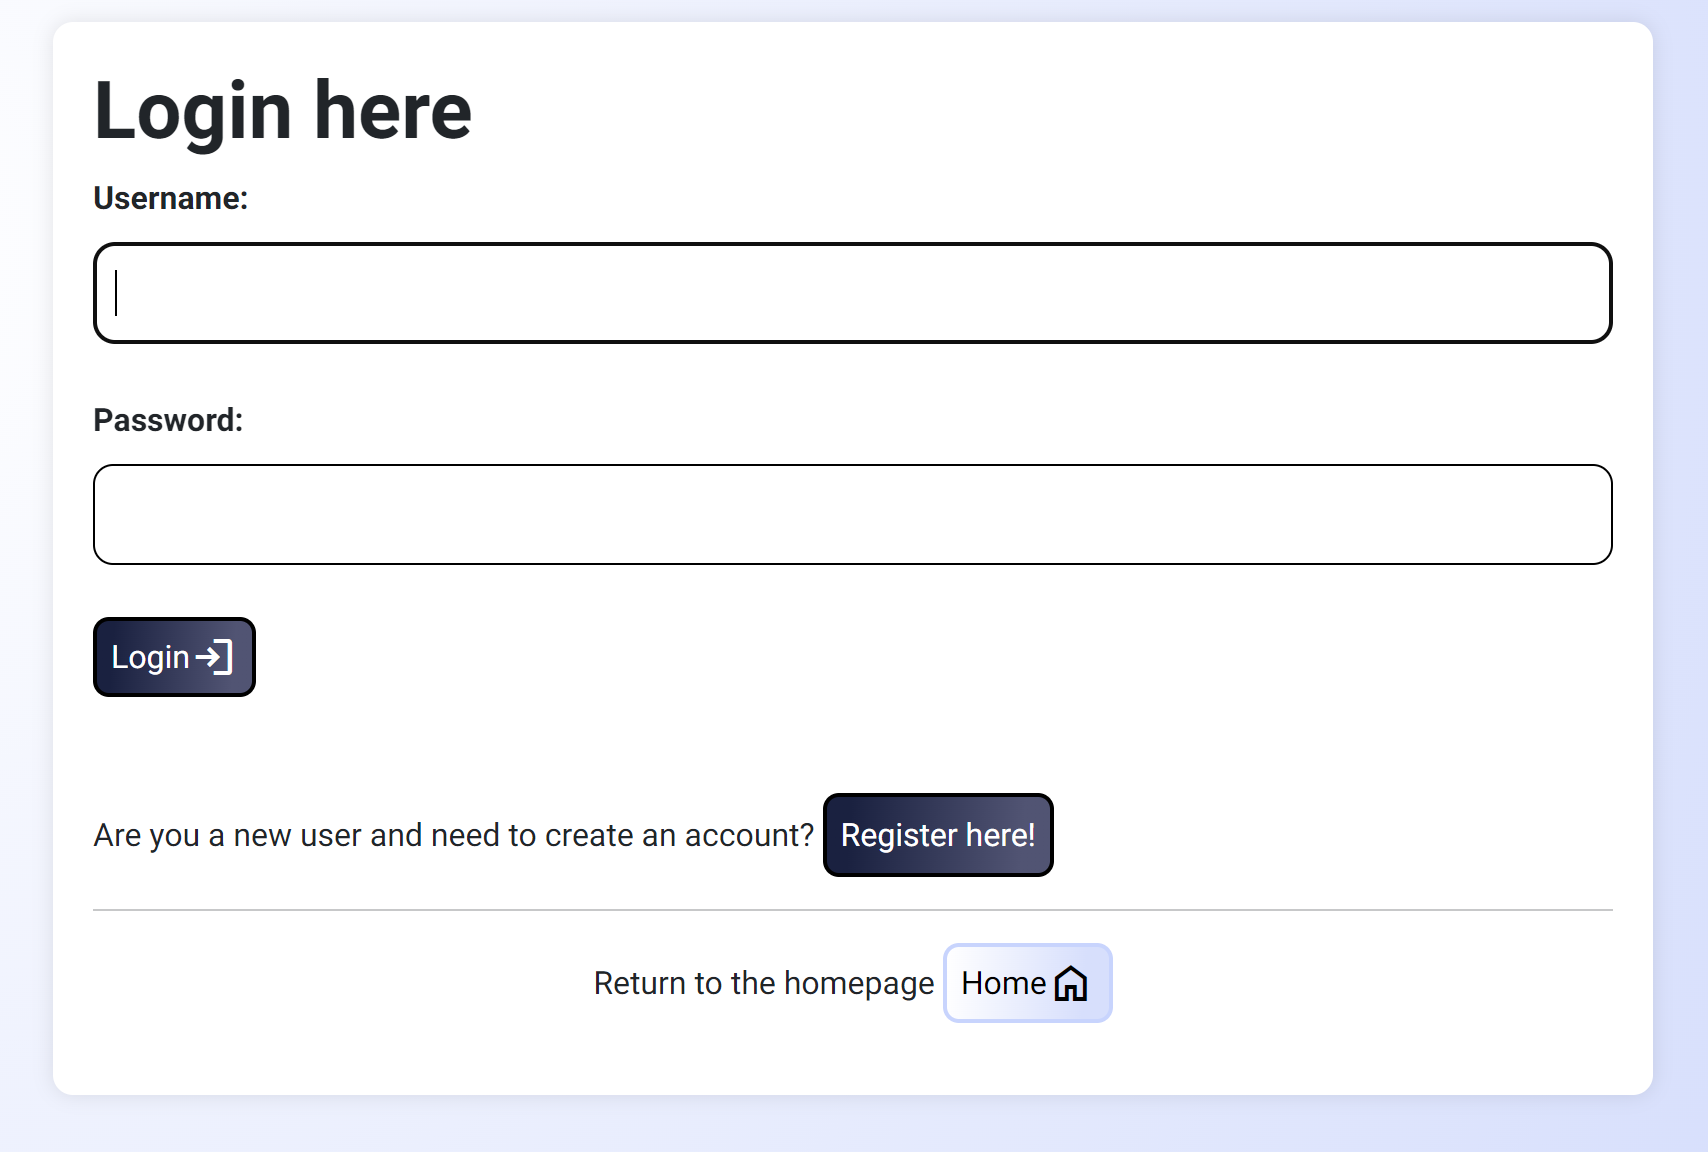 Login here
Username:
Password:
Login
Are you a new user and need to create an account? Register here!
Return to the homepage Home